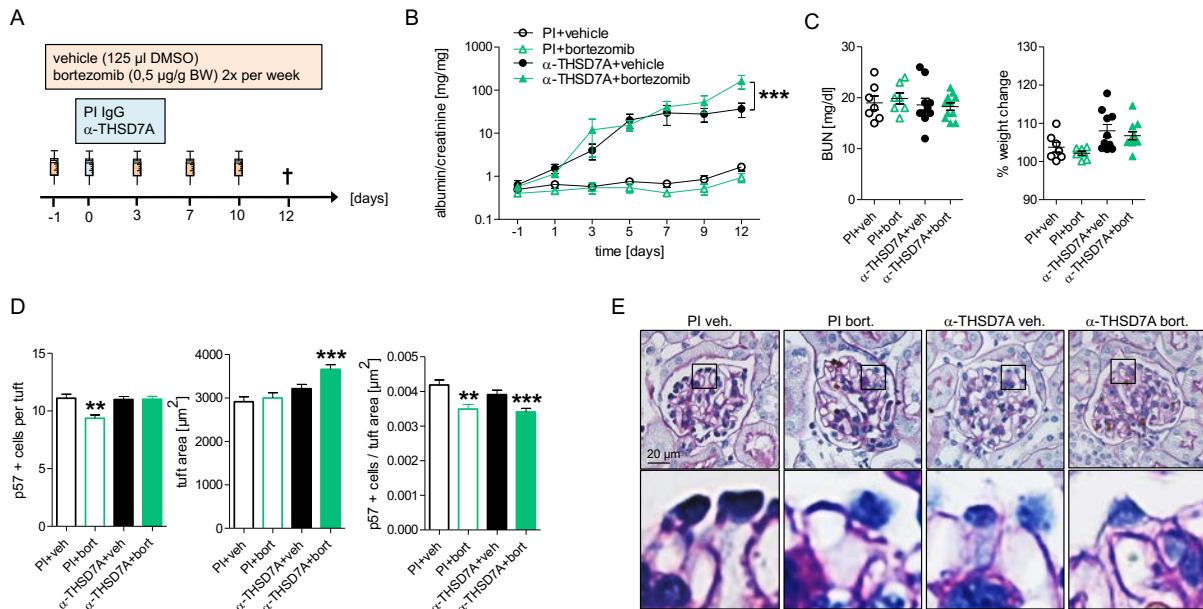 A
vehicle (125 µl DMSO)
bortezomib (0,5 µg/g BW) 2x per week
PI IgG
α-THSD7A
-1 0 3 7 10 12
[days]
B
PI+vehicle
PI+bortezomib
α-THSD7A+vehicle
α-THSD7A+bortezomib
albumin/creatinine [mg/mg]
1000
100
10
1
0.1
***
-1 1 3 5 7 9 12
time [days]
C
BUN [mg/dl]
30
20
10
0
PI+veh
PI+bort
α-THSD7A+veh
α-THSD7A+bort
% weight change
120
110
100
90
PI+veh
PI+bort
α-THSD7A+veh
α-THSD7A+bort
D
p57 + cells per tuft
15
10
5
0
**
PI+veh
PI+bort
α-THSD7A+veh
α-THSD7A+bort
tuft area [µm²]
4000
3000
2000
1000
0
***
PI+veh
PI+bort
α-THSD7A+veh
α-THSD7A+bort
p57 + cells / tuft area [µm²]
0.005
0.004
0.003
0.002
0.001
0.000
**
***
PI+veh
PI+bort
α-THSD7A+veh
α-THSD7A+bort
E
PI veh. PI bort. α-THSD7A veh. α-THSD7A bort.
20 µm